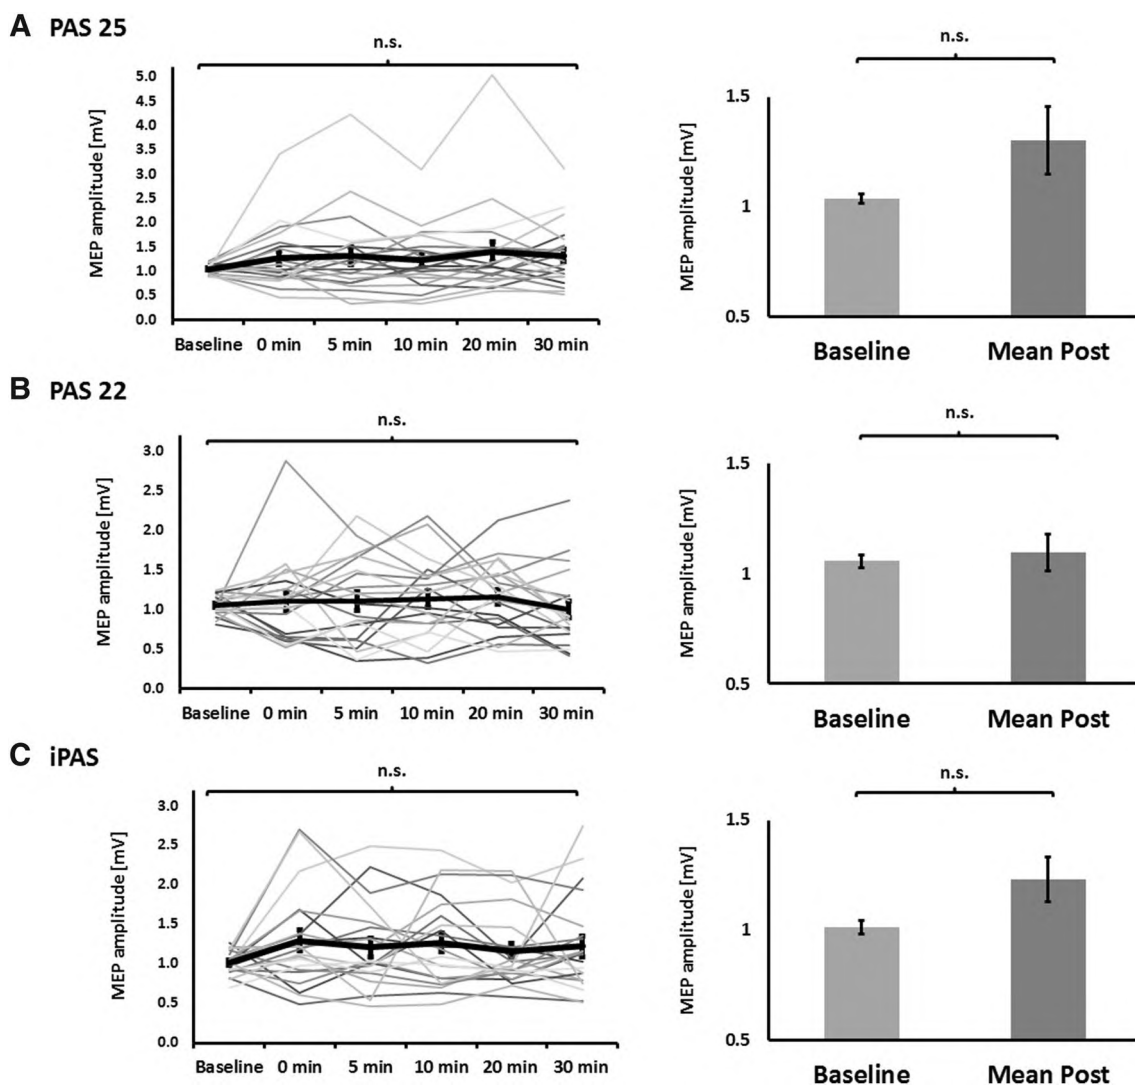 A PAS 25
n.s.
MEP amplitude [mV]
5.0
4.5
4.0
3.5
3.0
2.5
2.0
1.5
1.0
0.5
0.0
Baseline 0 min 5 min 10 min 20 min 30 min
n.s.
MEP amplitude [mV]
1.5
1
0.5
Baseline Mean Post
B PAS 22
n.s.
MEP amplitude [mV]
3.0
2.5
2.0
1.5
1.0
0.5
0.0
Baseline 0 min 5 min 10 min 20 min 30 min
n.s.
MEP amplitude [mV]
1.5
1
0.5
Baseline Mean Post
C iPAS
n.s.
MEP amplitude [mV]
3.0
2.5
2.0
1.5
1.0
0.5
0.0
Baseline 0 min 5 min 10 min 20 min 30 min
n.s.
MEP amplitude [mV]
1.5
1
0.5
Baseline Mean Post